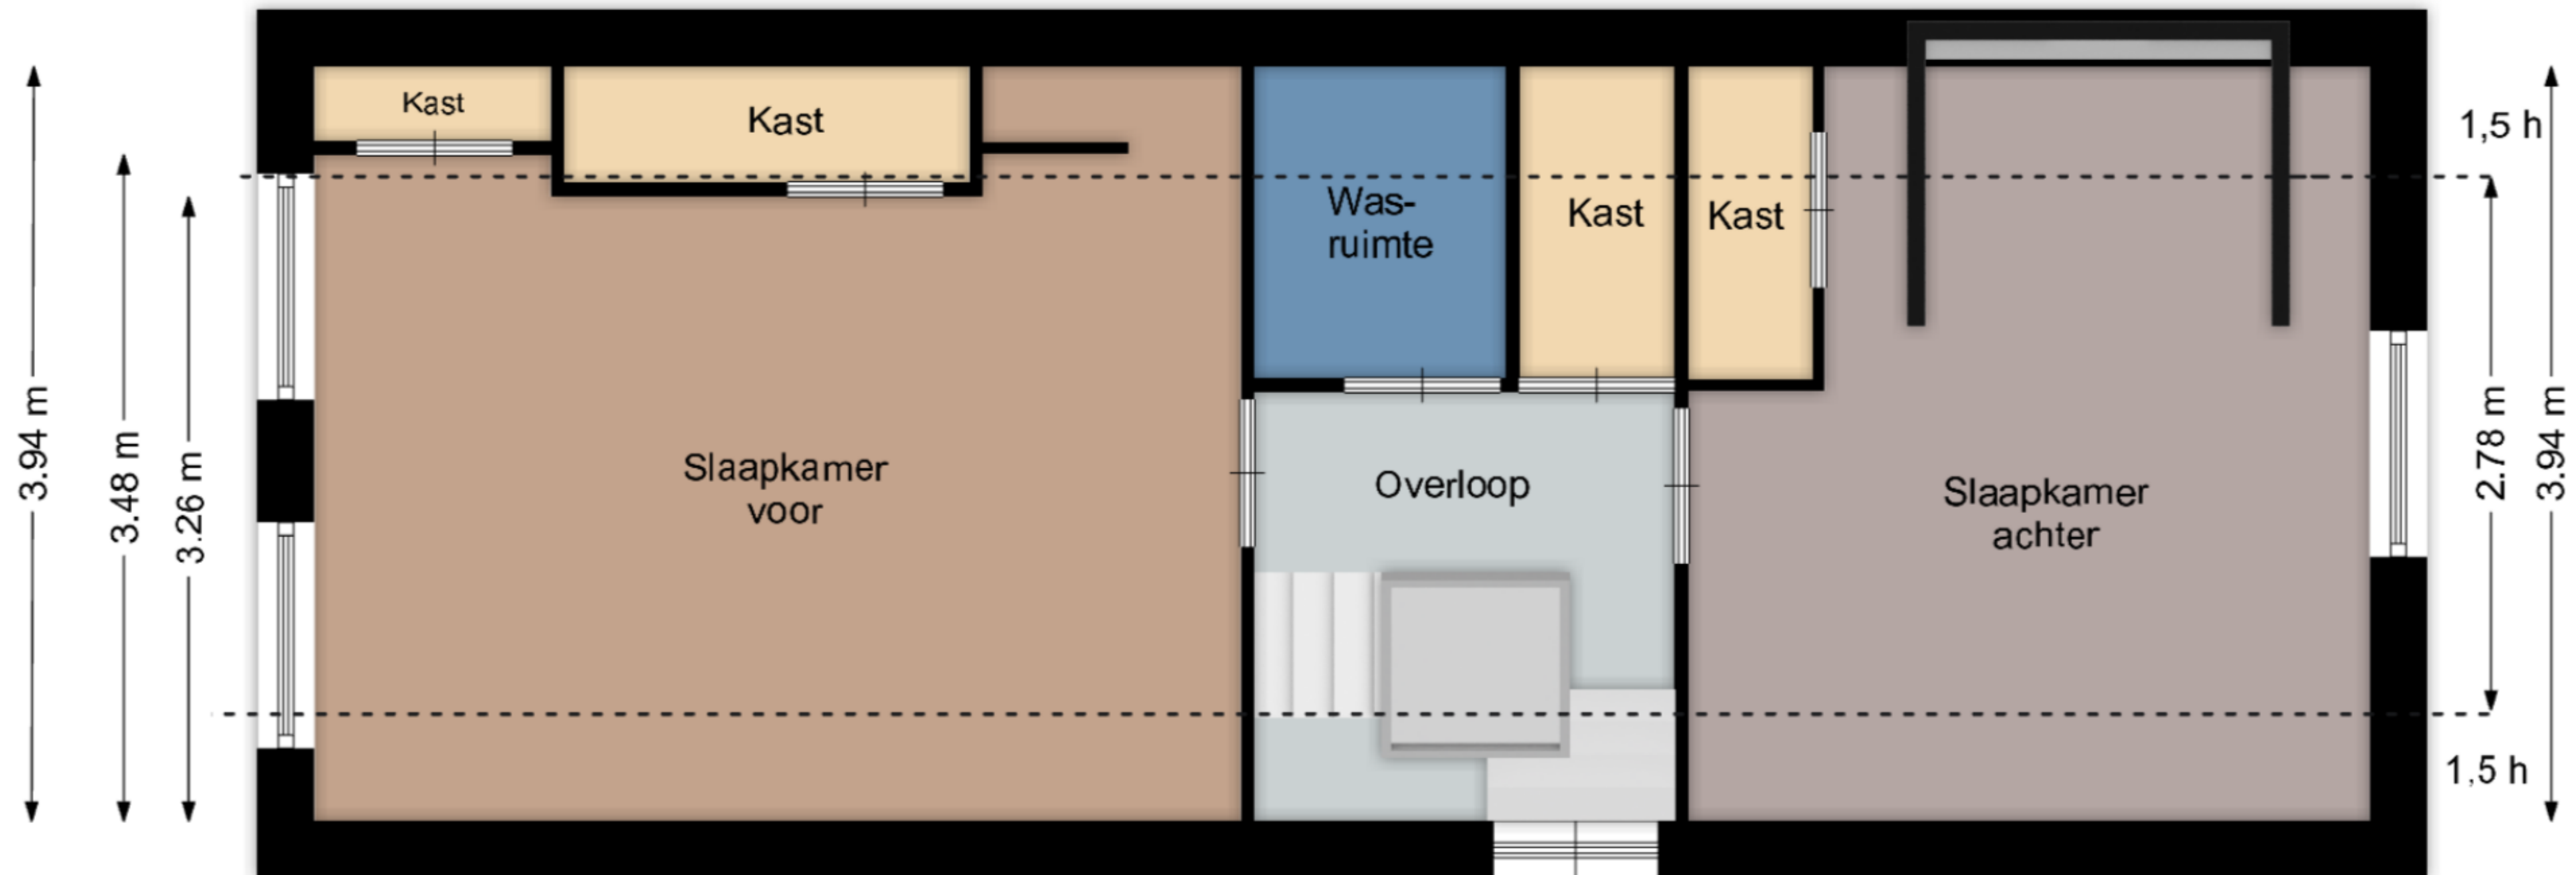 Kast
Kast
Was-
ruimte
Kast
Kast
Slaapkamer
voor
Overloop
Slaapkamer
achter
3.94 m
3.48 m
3.26 m
1,5 h
2.78 m
3.94 m
1,5 h